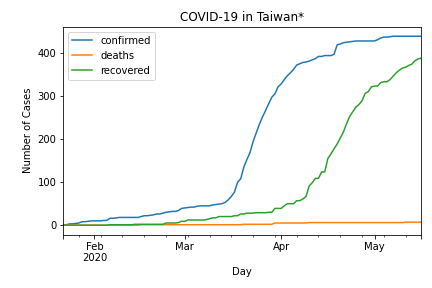 COVID-19 in Taiwan*
confirmed
deaths
recovered
Number of Cases
400
300
200
100
0
Feb
2020
Mar
Apr
May
Day